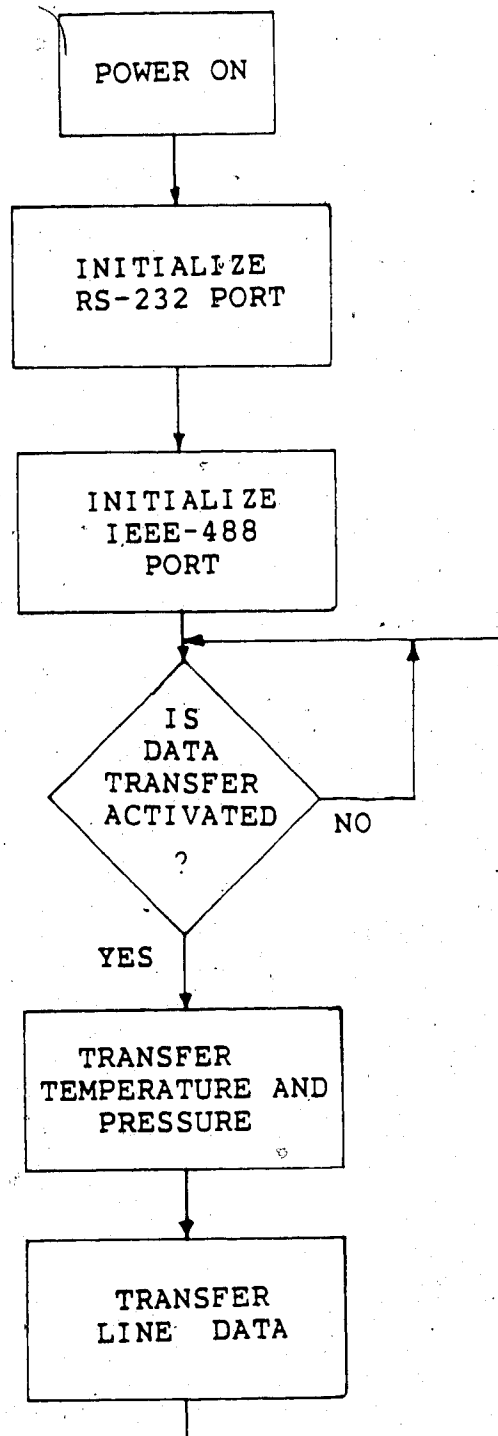 POWER ON
INITIALIZE
RS-232 PORT
INITIALIZE
IEEE-488
PORT
IS
DATA
TRANSFER
ACTIVATED
?
NO
YES
TRANSFER
TEMPERATURE AND
PRESSURE
TRANSFER
LINE DATA